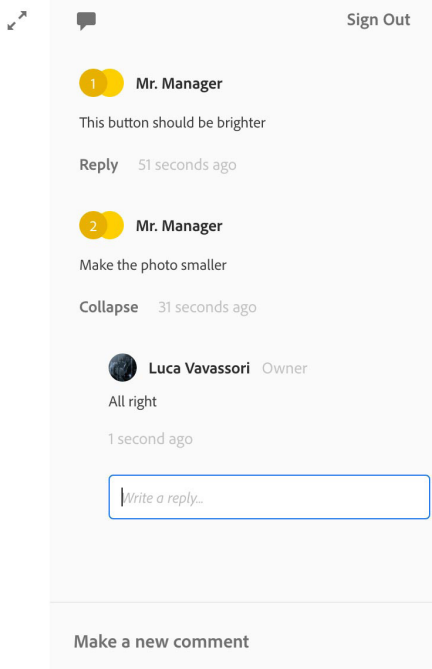 Sign Out
1 Mr. Manager
This button should be brighter
Reply 51 seconds ago
2 Mr. Manager
Make the photo smaller
Collapse 31 seconds ago
Luca Vavassori Owner
All right
1 second ago
Write a reply...
Make a new comment